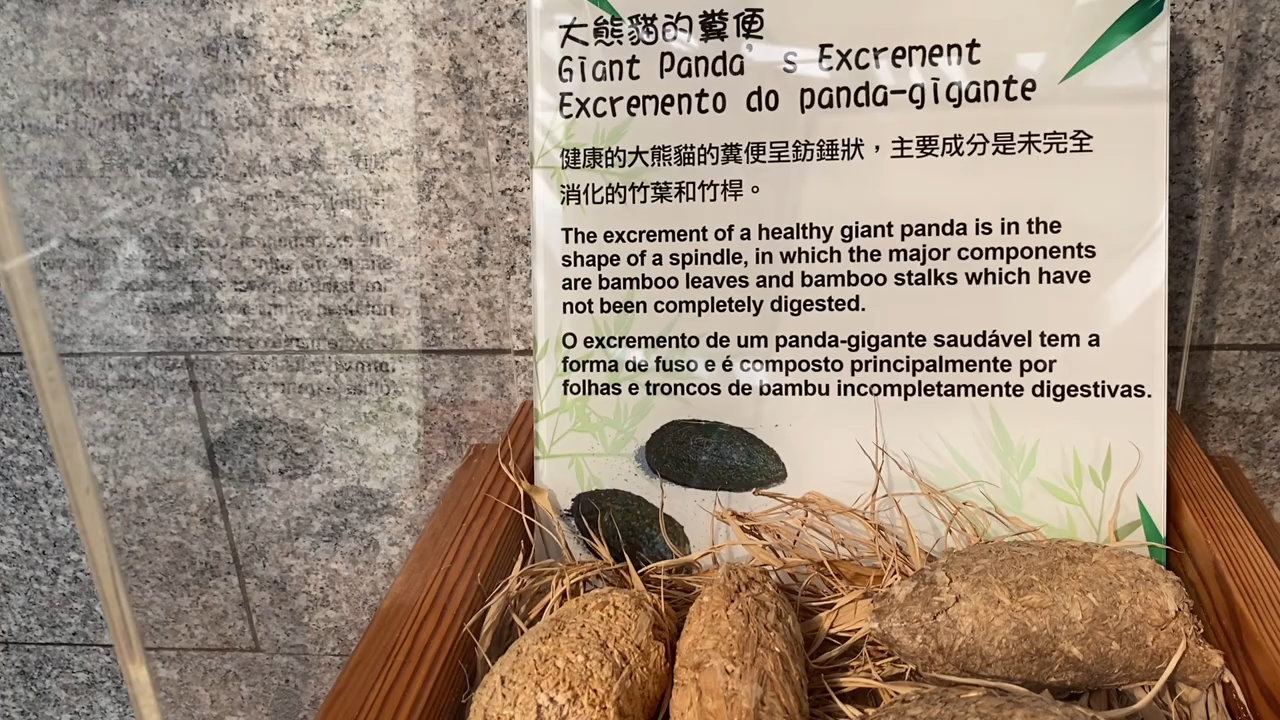 大熊貓的糞便
Giant Panda's Excrement
Excremento do panda-gigante
健康的大熊貓的糞便呈鈁錘狀，主要成分是未完全
消化的竹葉和竹桿。
The excrement of a healthy giant panda is in the
shape of a spindle, in which the major components
are bamboo leaves and bamboo stalks which have
not been completely digested.
O excremento de um panda-gigante saudável tem a
forma de fuso e é composto principalmente por
folhas e troncos de bambu incompletamente digestivas.